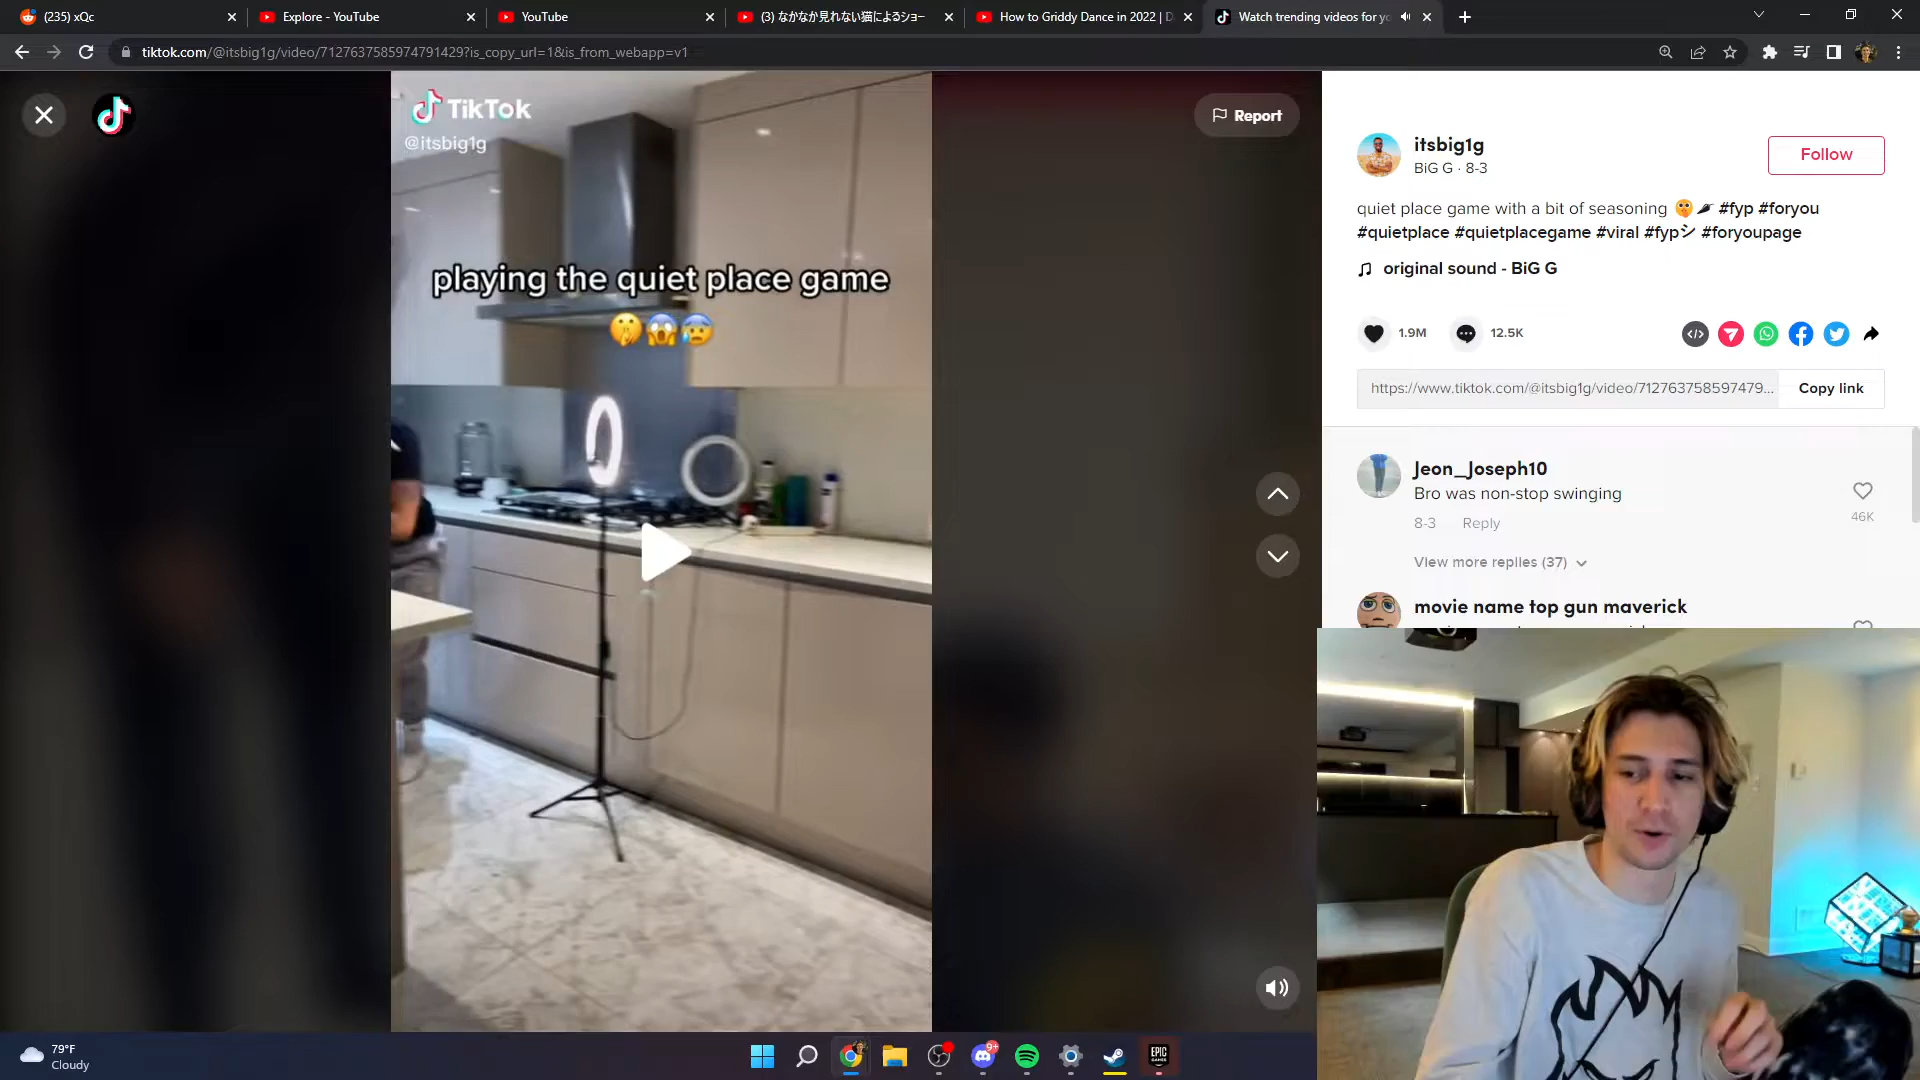 (235) xQc
Explore - YouTube
YouTube
(3) なかなか見れない猫によるショー
How to Griddy Dance in 2022 | D
Watch trending videos for yo
tiktok.com/@itsbig1g/video/7127637585974791429?is_copy_url=1&is_from_webapp=v1
TikTok
@itsbig1g
Report
playing the quiet place game
itsbig1g
BiG G · 8-3
Follow
quiet place game with a bit of seasoning #fyp #foryou
#quietplace #quietplacegame #viral #fypシ #foryoupage
original sound - BiG G
1.9M
12.5K
https://www.tiktok.com/@itsbig1g/video/712763758597479...
Copy link
Jeon_Joseph10
Bro was non-stop swinging
46K
8-3 Reply
View more replies (37)
movie name top gun maverick
79°F
Cloudy
9+
EPIC
GAMES